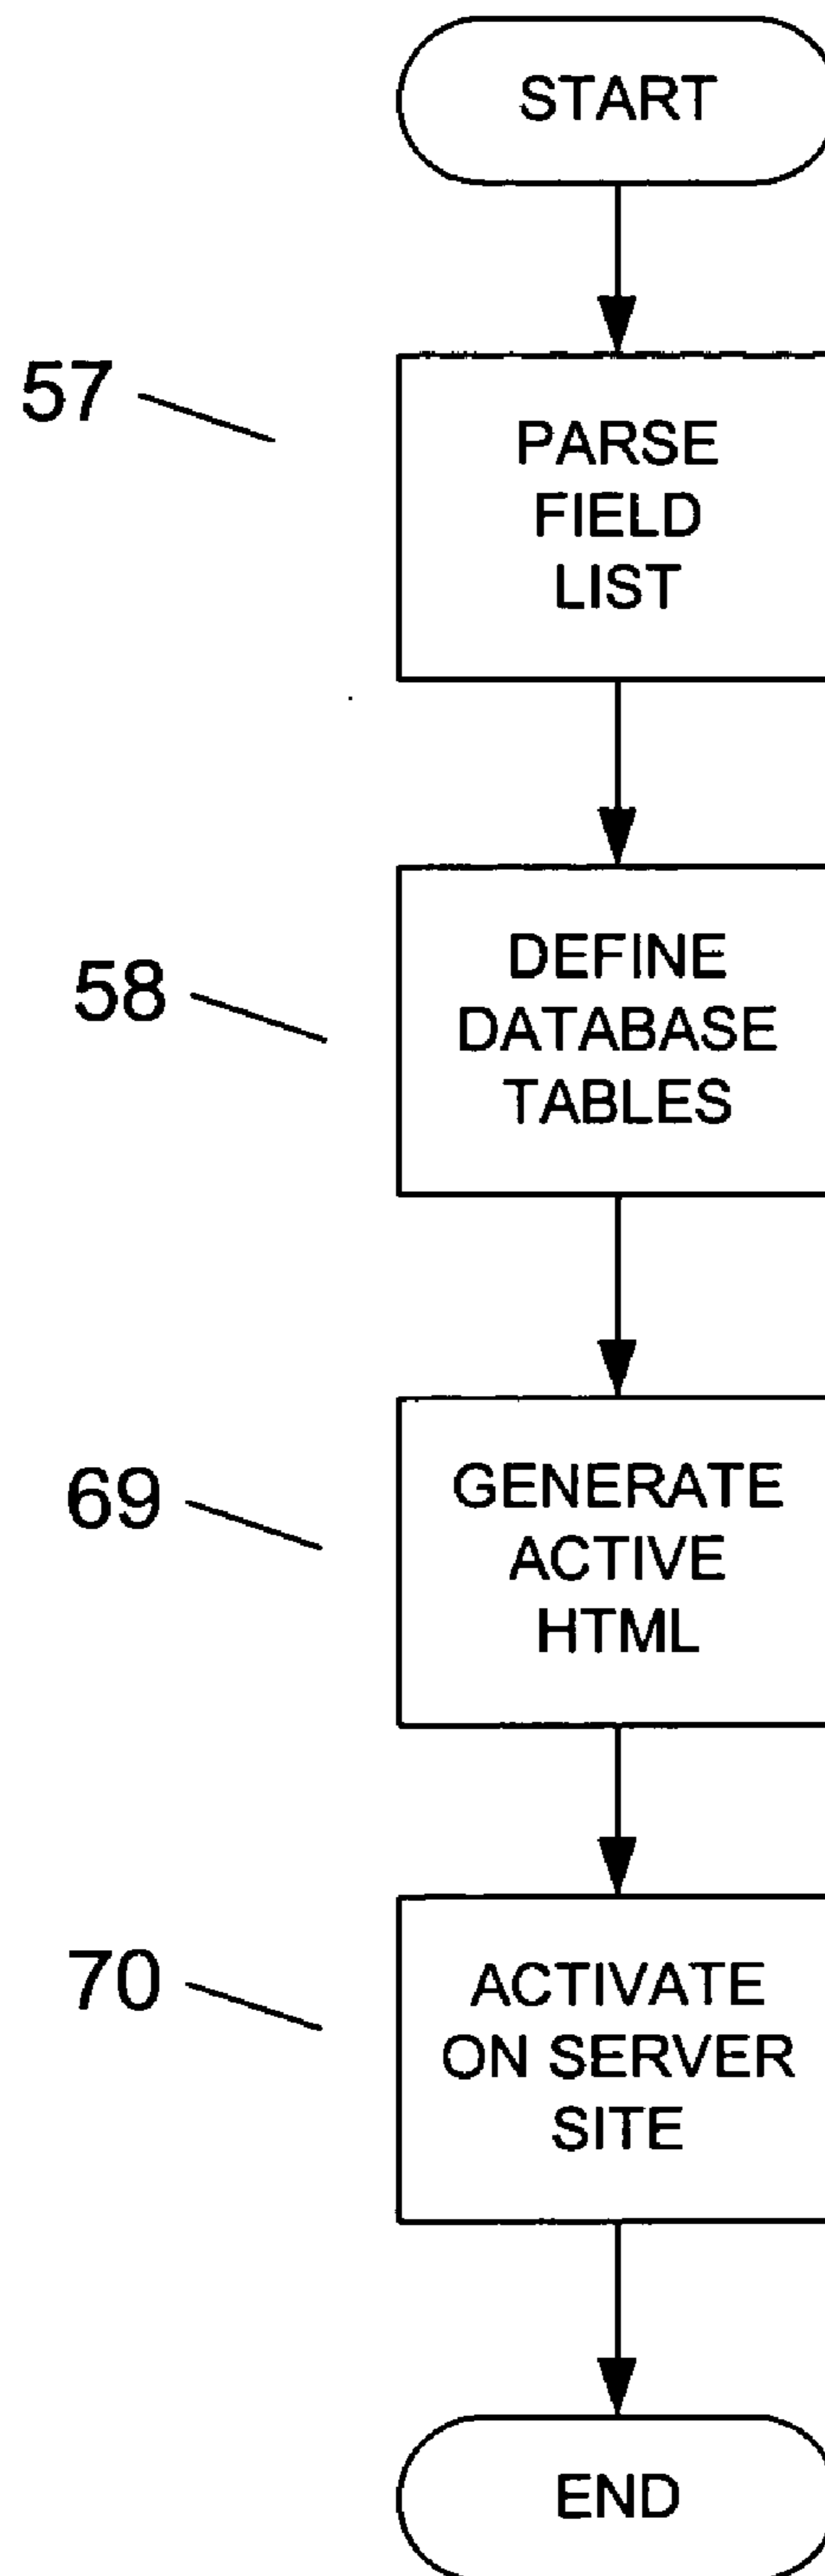 START
57
PARSE
FIELD
LIST
58
DEFINE
DATABASE
TABLES
69
GENERATE
ACTIVE
HTML
70
ACTIVATE
ON SERVER
SITE
END